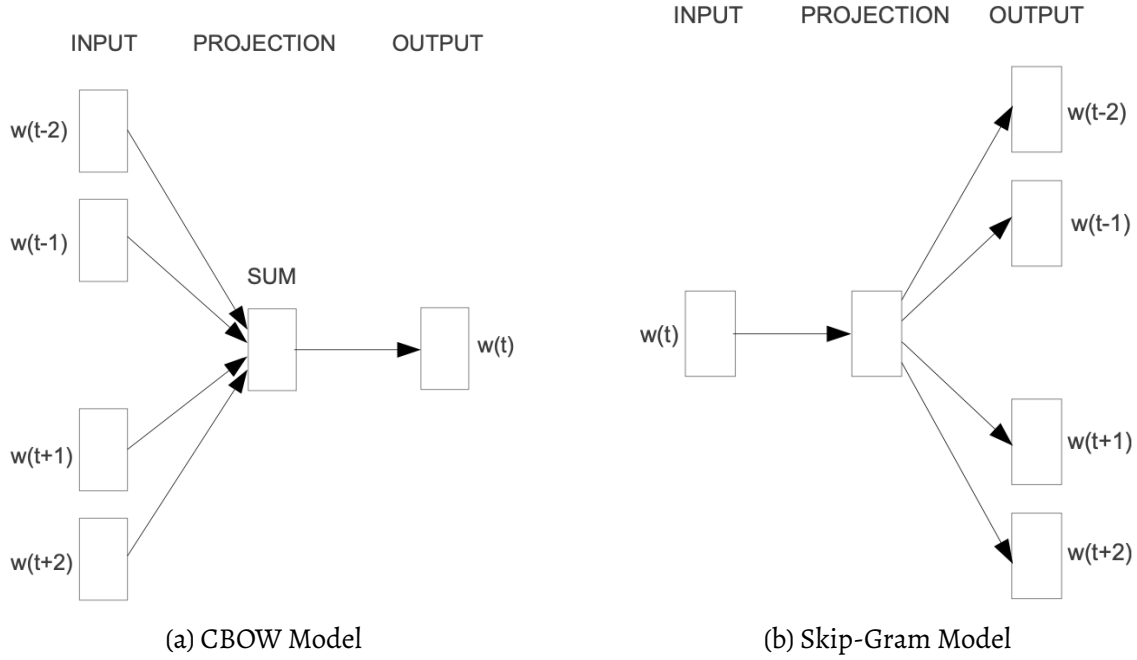 INPUT PROJECTION OUTPUT
w(t-2)
w(t-1)
SUM
w(t)
w(t+1)
w(t+2)
(a) CBOW Model
INPUT PROJECTION OUTPUT
w(t-2)
w(t-1)
w(t)
w(t+1)
w(t+2)
(b) Skip-Gram Model